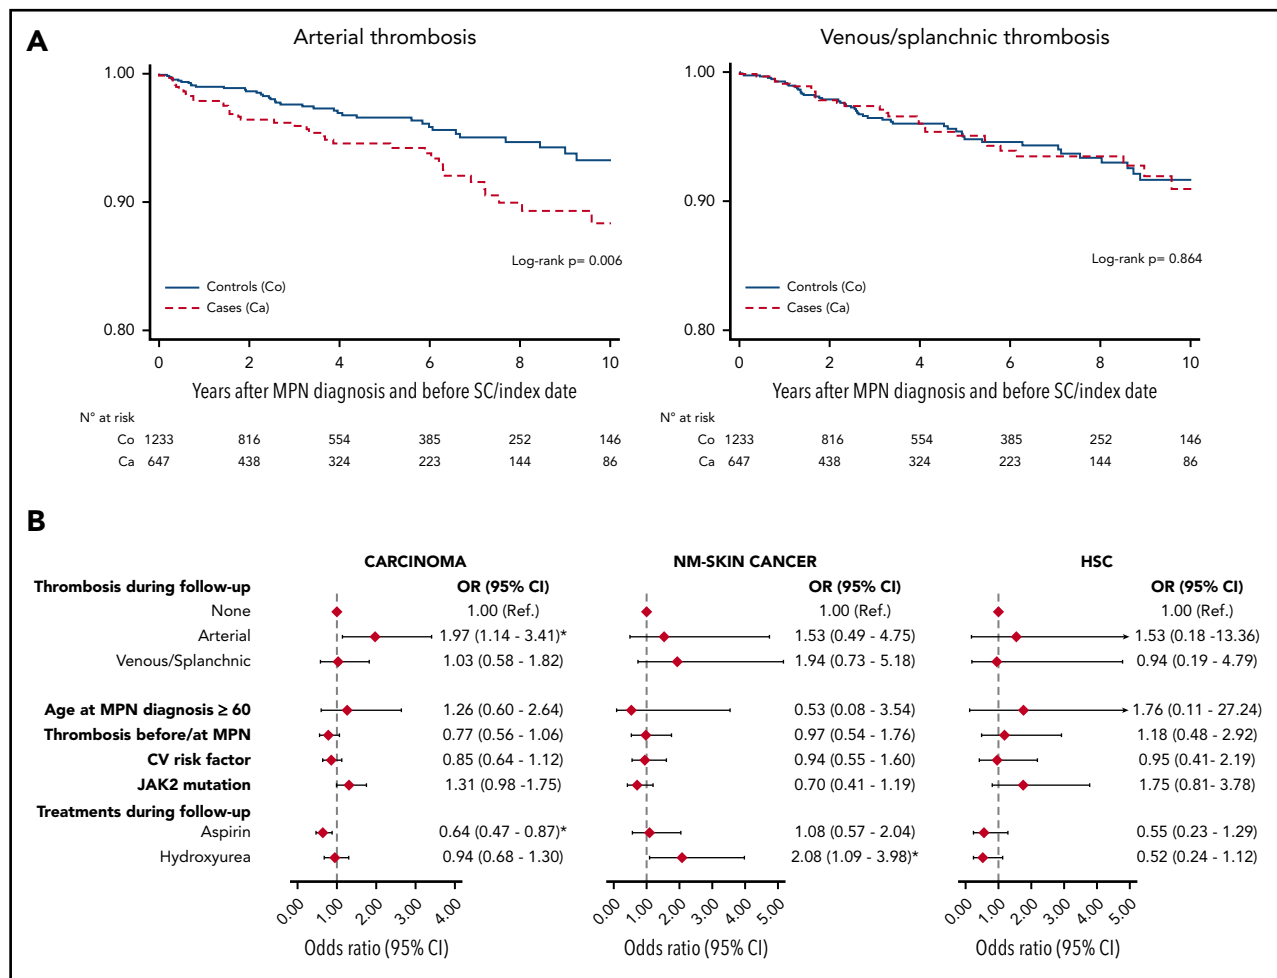 A
Arterial thrombosis
1.00
0.90
0.80
Log-rank p= 0.006
Controls (Co)
Cases (Ca)
0 2 4 6 8 10
Years after MPN diagnosis and before SC/index date
N° at risk
Co 1233 816 554 385 252 146
Ca 647 438 324 223 144 86
Venous/splanchnic thrombosis
1.00
0.90
0.80
Log-rank p= 0.864
Controls (Co)
Cases (Ca)
0 2 4 6 8 10
Years after MPN diagnosis and before SC/index date
N° at risk
Co 1233 816 554 385 252 146
Ca 647 438 324 223 144 86
B
CARCINOMA NM-SKIN CANCER HSC
Thrombosis during follow-up OR (95% CI) OR (95% CI) OR (95% CI)
None 1.00 (Ref.) 1.00 (Ref.) 1.00 (Ref.)
Arterial 1.97 (1.14 - 3.41)* 1.53 (0.49 - 4.75) 1.53 (0.18 -13.36)
Venous/Splanchnic 1.03 (0.58 - 1.82) 1.94 (0.73 - 5.18) 0.94 (0.19 - 4.79)
Age at MPN diagnosis ≥ 60 1.26 (0.60 - 2.64) 0.53 (0.08 - 3.54) 1.76 (0.11 - 27.24)
Thrombosis before/at MPN 0.77 (0.56 - 1.06) 0.97 (0.54 - 1.76) 1.18 (0.48 - 2.92)
CV risk factor 0.85 (0.64 - 1.12) 0.94 (0.55 - 1.60) 0.95 (0.41- 2.19)
JAK2 mutation 1.31 (0.98 -1.75) 0.70 (0.41 - 1.19) 1.75 (0.81- 3.78)
Treatments during follow-up
Aspirin 0.64 (0.47 - 0.87)* 1.08 (0.57 - 2.04) 0.55 (0.23 - 1.29)
Hydroxyurea 0.94 (0.68 - 1.30) 2.08 (1.09 - 3.98)* 0.52 (0.24 - 1.12)
0.00 1.00 2.00 3.00 4.00 0.00 1.00 2.00 3.00 4.00 5.00 0.00 1.00 2.00 3.00 4.00 5.00
Odds ratio (95% CI) Odds ratio (95% CI) Odds ratio (95% CI)